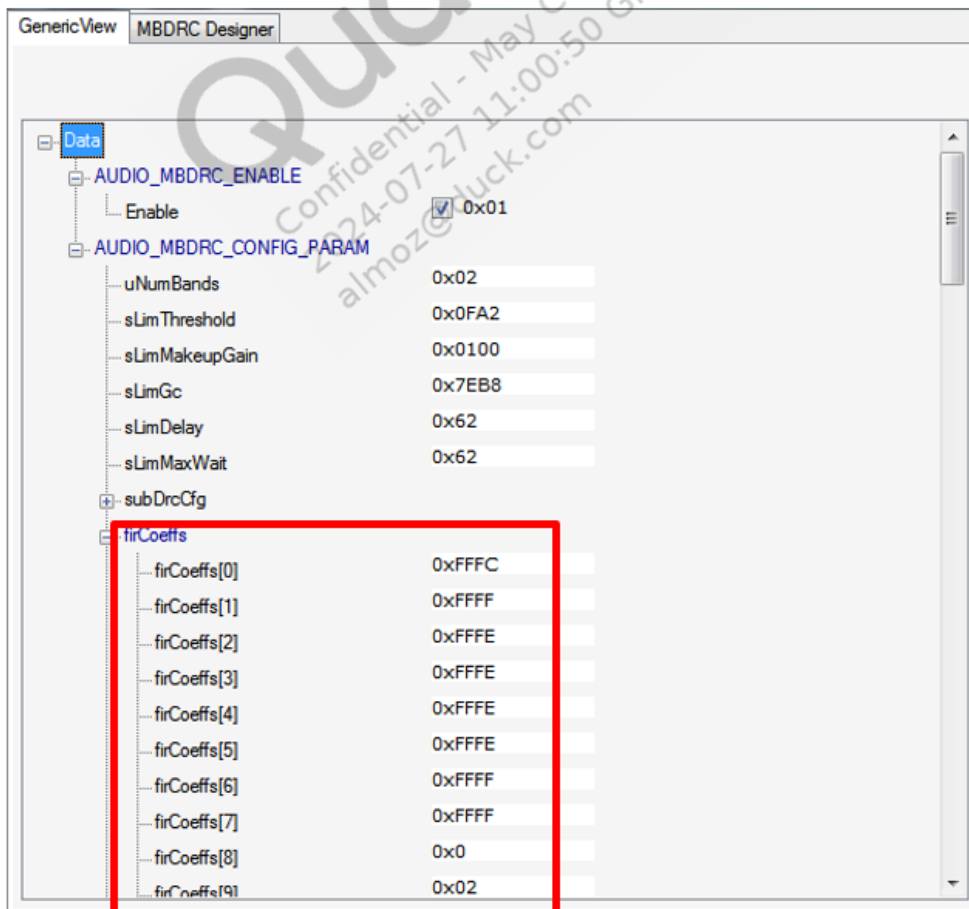 GenericView MBDRC Designer
Qua
Confidential - May C
2024-07-27 11:00:50 G
almoz@duck.com
Data
AUDIO_MBDRC_ENABLE
Enable 0x01
AUDIO_MBDRC_CONFIG_PARAM
uNumBands 0x02
sLimThreshold 0x0FA2
sLimMakeupGain 0x0100
sLimGc 0x7EB8
sLimDelay 0x62
sLimMaxWait 0x62
subDrcCfg
firCoeffs
firCoeffs[0] 0xFFFC
firCoeffs[1] 0xFFFF
firCoeffs[2] 0xFFFE
firCoeffs[3] 0xFFFE
firCoeffs[4] 0xFFFE
firCoeffs[5] 0xFFFE
firCoeffs[6] 0xFFFF
firCoeffs[7] 0xFFFF
firCoeffs[8] 0x0
firCoeffs[9] 0x02